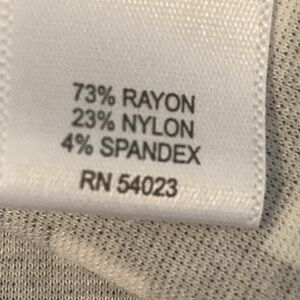 73% RAYON
23% NYLON
4% SPANDEX
RN 54023